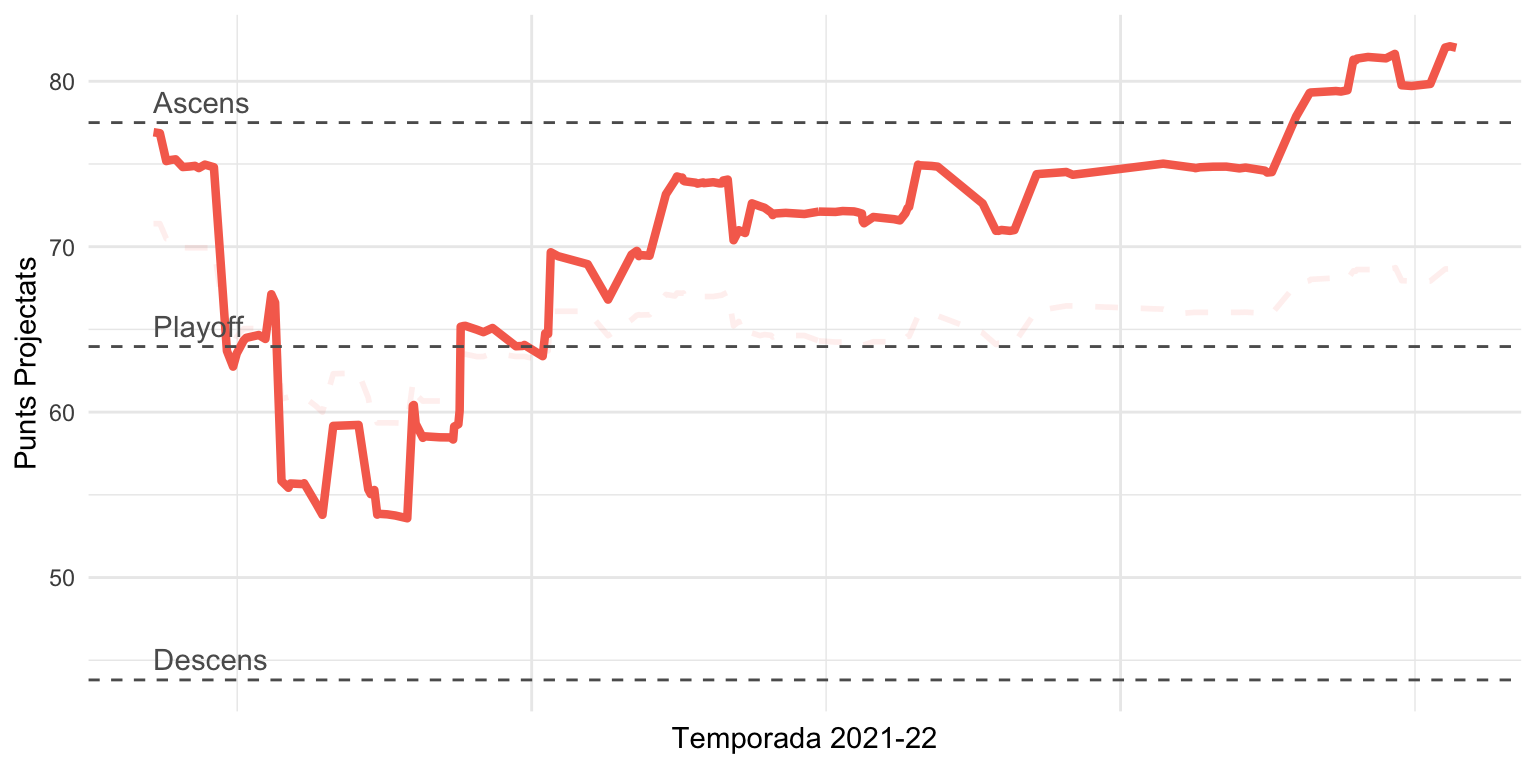 80
Ascens
70
Playoff
60
50
Descens
Punts Projectats
Temporada 2021-22